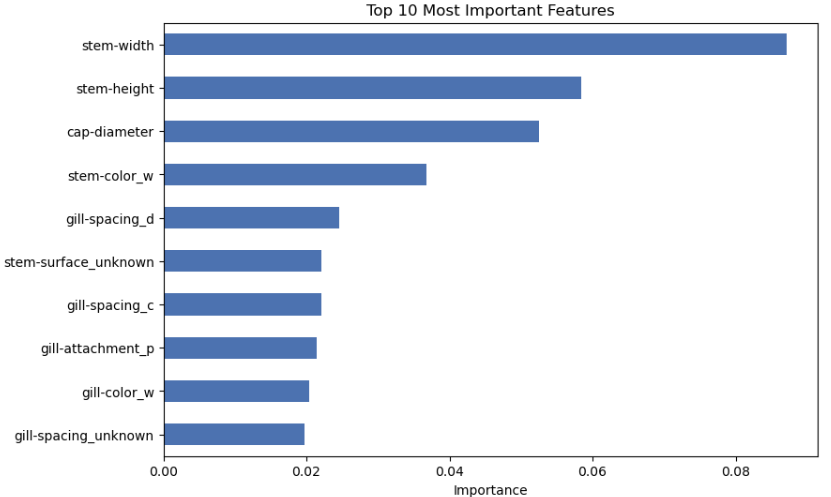 Top 10 Most Important Features
stem-width
stem-height
cap-diameter
stem-color_w
gill-spacing_d
stem-surface_unknown
gill-spacing_c
gill-attachment_p
gill-color_w
gill-spacing_unknown
0.00 0.02 0.04 0.06 0.08
Importance